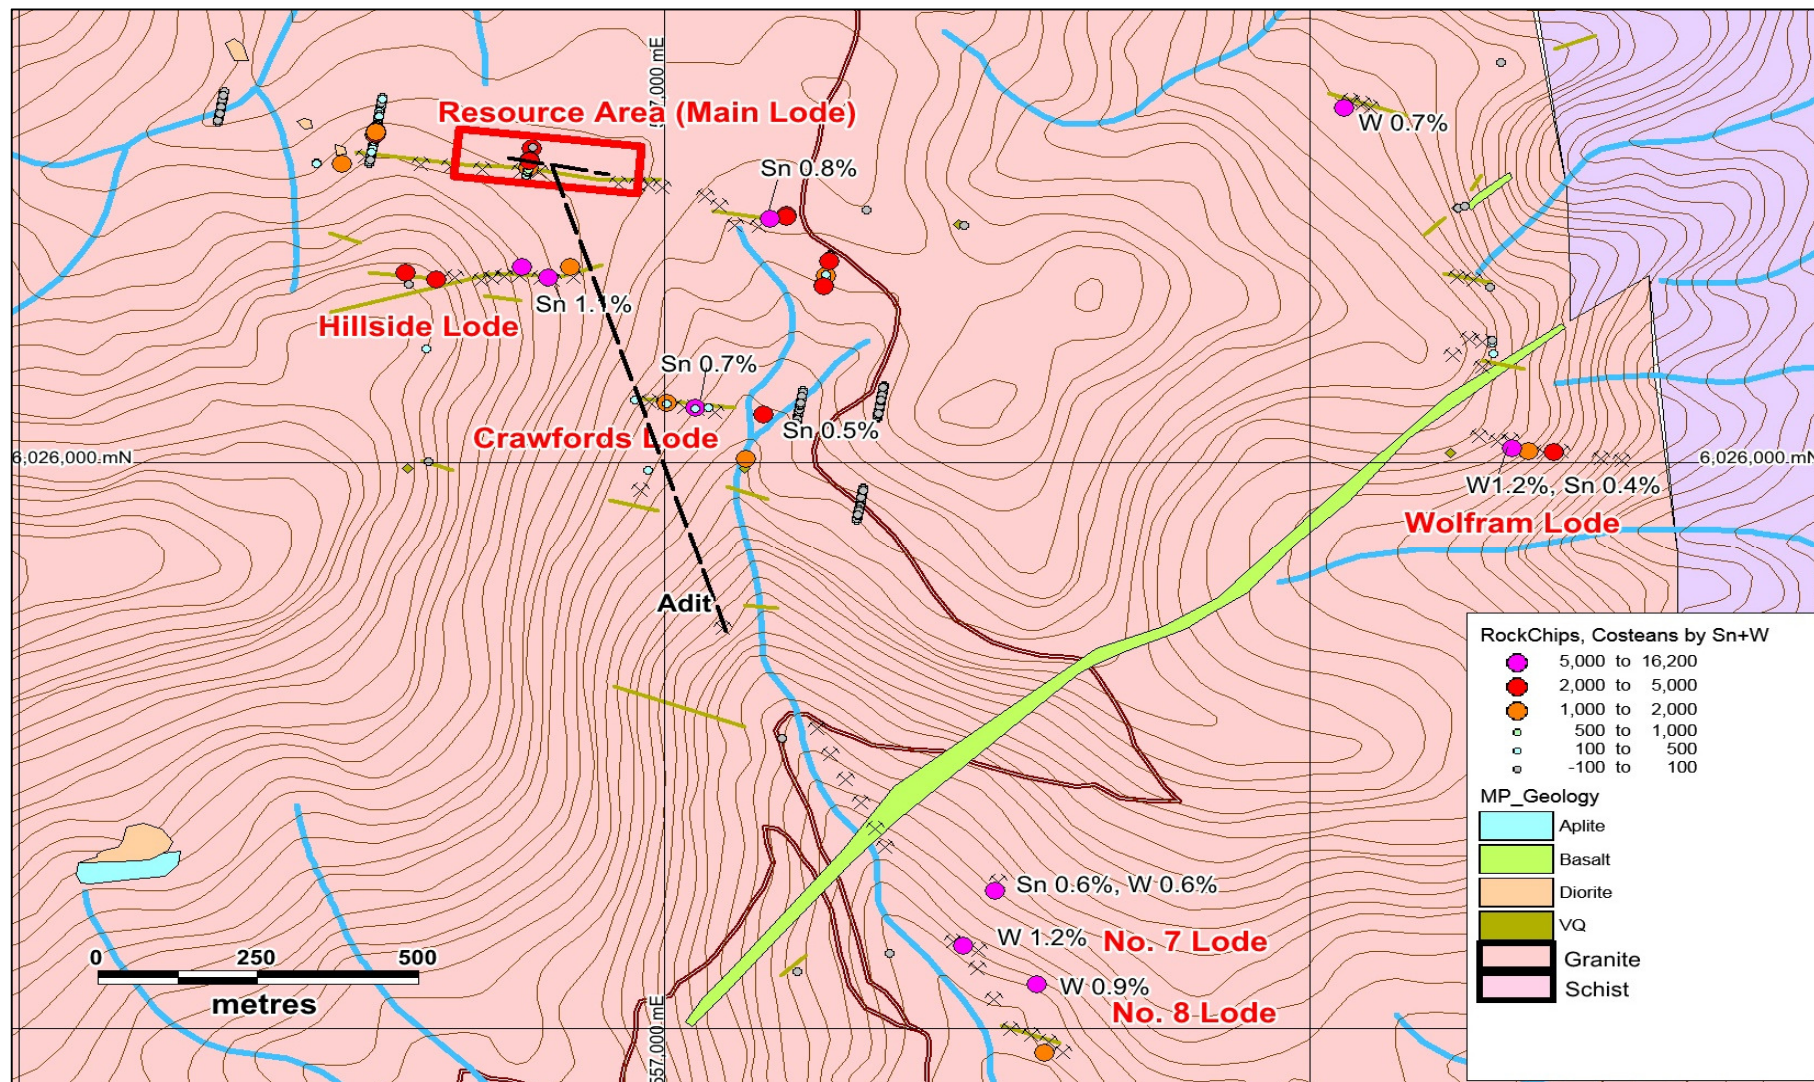 557,000 mE
Resource Area (Main Lode)
W 0.7%
Sn 0.8%
Sn 1.1%
Hillside Lode
Sn 0.7%
Sn 0.5%
Crawfords Lode
6,026,000.mN
6,026,000.mN
W1.2%, Sn 0.4%
Wolfram Lode
Adit
RockChips, Costeans by Sn+W
5,000 to 16,200
2,000 to 5,000
1,000 to 2,000
500 to 1,000
100 to 500
-100 to 100
MP_Geology
Aplite
Basalt
Diorite
VQ
Granite
Schist
Sn 0.6%, W 0.6%
W 1.2%
No. 7 Lode
W 0.9%
No. 8 Lode
0 250 500
metres
557,000 mE